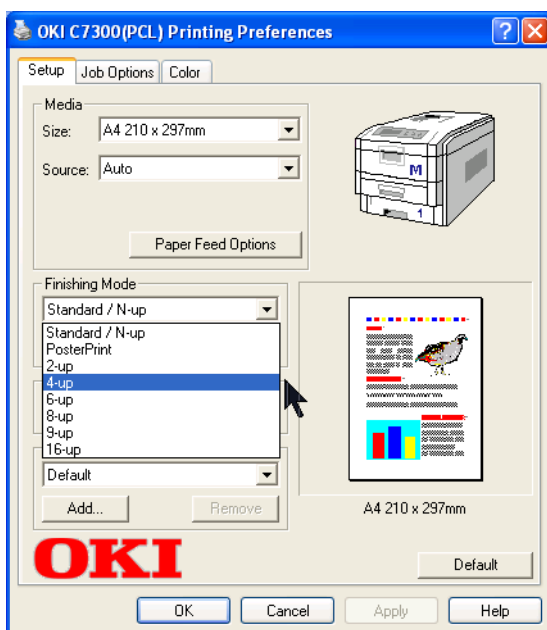 OKI C7300(PCL) Printing Preferences
Setup
Job Options
Color
Media
Size:
A4 210 x 297mm
Source:
Auto
Paper Feed Options
M
1
Finishing Mode
Standard / N-up
Standard / N-up
PosterPrint
2-up
4-up
6-up
8-up
9-up
16-up
Default
Add...
Remove
A4 210 x 297mm
OKI
Default
OK
Cancel
Apply
Help